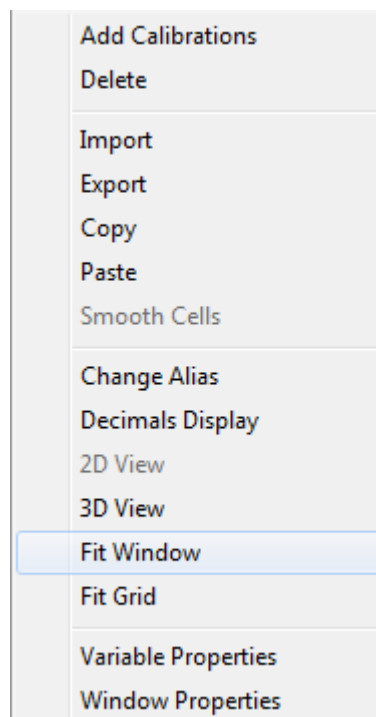 Add Calibrations
Delete
Import
Export
Copy
Paste
Smooth Cells
Change Alias
Decimals Display
2D View
3D View
Fit Window
Fit Grid
Variable Properties
Window Properties